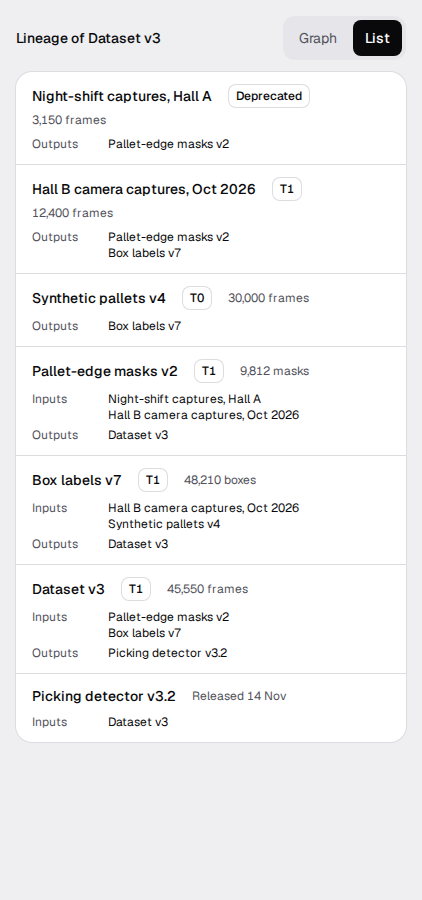 Lineage of Dataset v3
Graph
List
Night-shift captures, Hall A
Deprecated
3,150 frames
Outputs
Pallet-edge masks v2
Hall B camera captures, Oct 2026
T1
12,400 frames
Outputs
Pallet-edge masks v2
Box labels v7
Synthetic pallets v4
T0
30,000 frames
Outputs
Box labels v7
Pallet-edge masks v2
T1
9,812 masks
Inputs
Night-shift captures, Hall A
Hall B camera captures, Oct 2026
Outputs
Dataset v3
Box labels v7
T1
48,210 boxes
Inputs
Hall B camera captures, Oct 2026
Synthetic pallets v4
Outputs
Dataset v3
Dataset v3
T1
45,550 frames
Inputs
Pallet-edge masks v2
Box labels v7
Outputs
Picking detector v3.2
Picking detector v3.2
Released 14 Nov
Inputs
Dataset v3